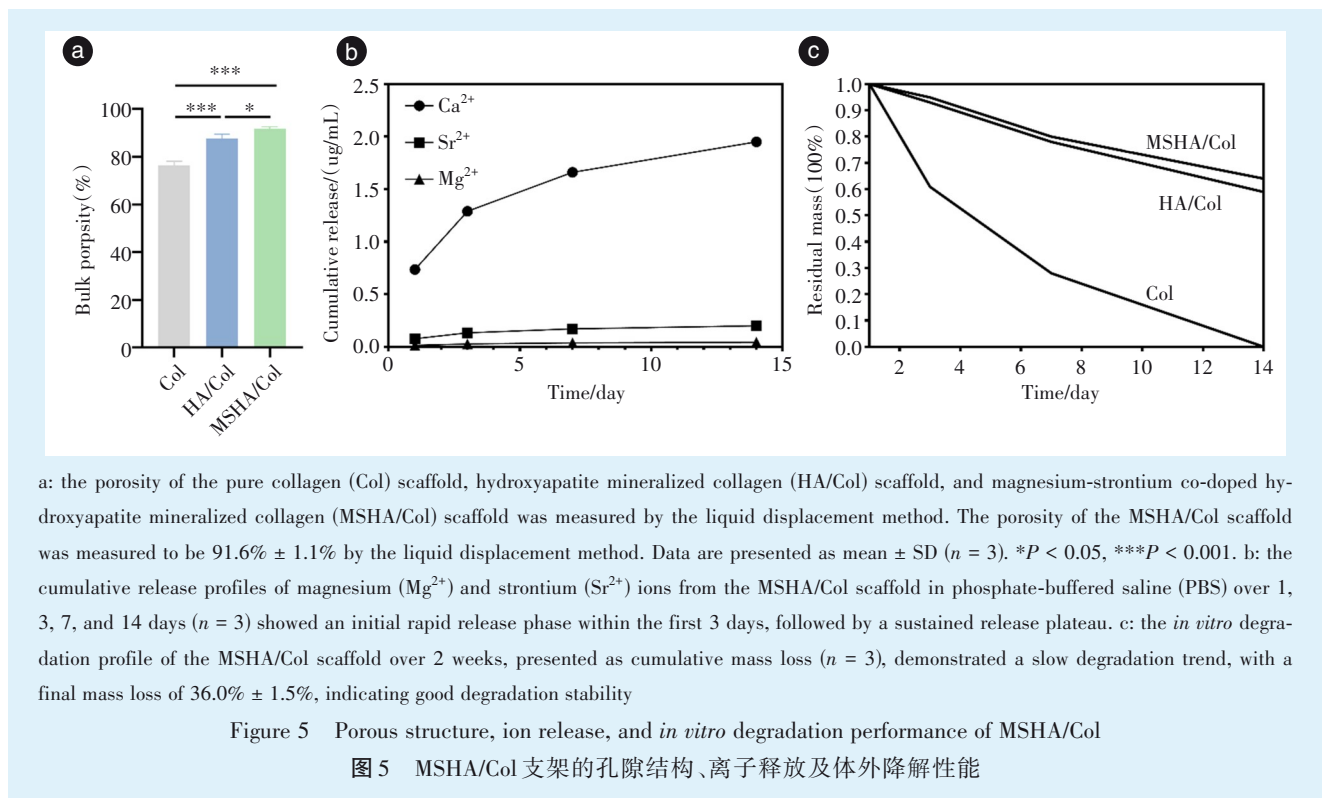 a
***
***
*
100
80
60
40
20
0
Bulk porpsity(%)
Col
HA/Col
MSHA/Col
b
2.5
2.0
1.5
1.0
0.5
0.0
Cumulative release/(ug/mL)
Ca²⁺
Sr²⁺
Mg²⁺
0
5
10
15
Time/day
c
1.0
0.9
0.8
0.7
0.6
0.5
0.4
0.3
0.2
0.1
0.0
Residual mass(100%)
MSHA/Col
HA/Col
Col
2
4
6
8
10
12
14
Time/day
a: the porosity of the pure collagen (Col) scaffold, hydroxyapatite mineralized collagen (HA/Col) scaffold, and magnesium-strontium co-doped hy-
droxyapatite mineralized collagen (MSHA/Col) scaffold was measured by the liquid displacement method. The porosity of the MSHA/Col scaffold
was measured to be 91.6% ± 1.1% by the liquid displacement method. Data are presented as mean ± SD (n = 3). *P < 0.05, ***P < 0.001. b: the
cumulative release profiles of magnesium (Mg²⁺) and strontium (Sr²⁺) ions from the MSHA/Col scaffold in phosphate-buffered saline (PBS) over 1,
3, 7, and 14 days (n = 3) showed an initial rapid release phase within the first 3 days, followed by a sustained release plateau. c: the in vitro degra-
dation profile of the MSHA/Col scaffold over 2 weeks, presented as cumulative mass loss (n = 3), demonstrated a slow degradation trend, with a
final mass loss of 36.0% ± 1.5%, indicating good degradation stability
Figure 5 Porous structure, ion release, and in vitro degradation performance of MSHA/Col
图5 MSHA/Col支架的孔隙结构、离子释放及体外降解性能